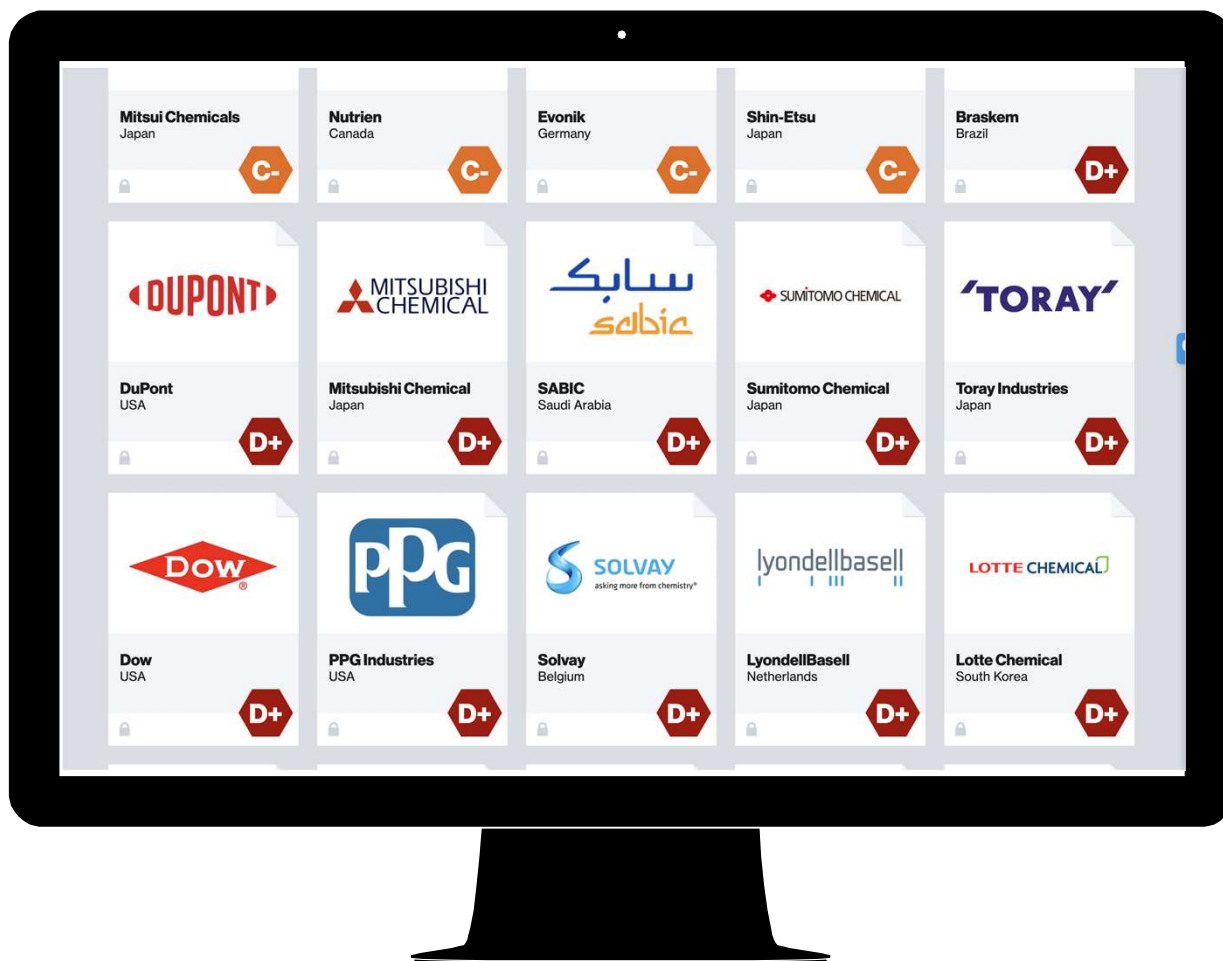 Mitsui Chemicals
Japan
C-
Nutrien
Canada
C-
Evonik
Germany
C-
Shin-Etsu
Japan
C-
Braskem
Brazil
D+
DUPONT
DuPont
USA
D+
MITSUBISHI
CHEMICAL
Mitsubishi Chemical
Japan
D+
سابك
sabic
SABIC
Saudi Arabia
D+
SUMITOMO CHEMICAL
Sumitomo Chemical
Japan
D+
'TORAY'
Toray Industries
Japan
D+
DOW
®
Dow
USA
D+
PPG
PPG Industries
USA
D+
SOLVAY
asking more from chemistry®
Solvay
Belgium
D+
lyondellbasell
LyondellBasell
Netherlands
D+
LOTTE CHEMICAL
Lotte Chemical
South Korea
D+